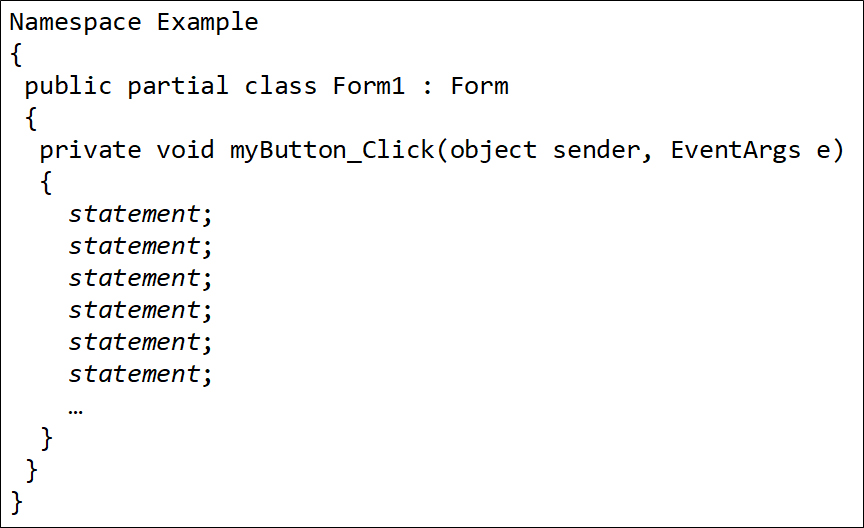 Namespace Example
{
public partial class Form1 : Form
{
private void myButton_Click(object sender, EventArgs e)
{
statement;
statement;
statement;
statement;
statement;
statement;
…
}
}
}